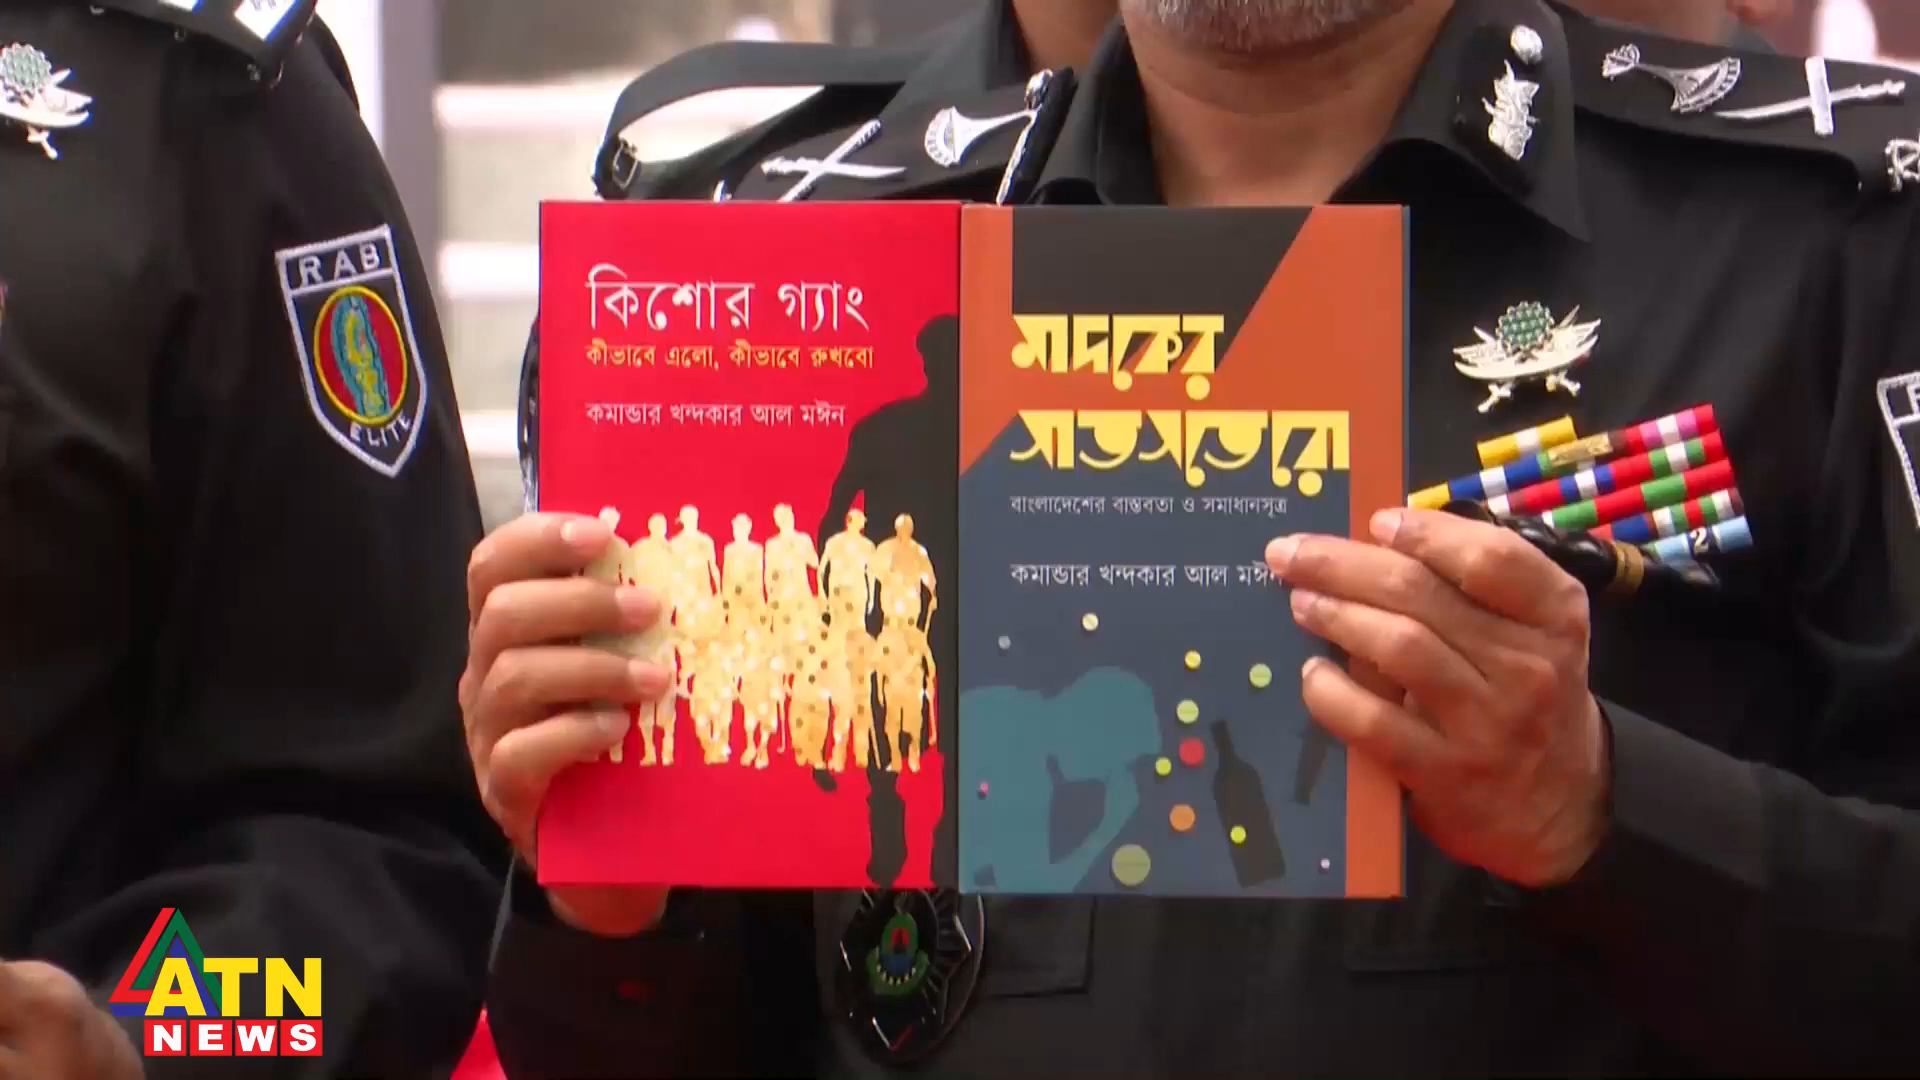 RAB
ELITE
কিশোর গ্যাং
কীভাবে এলো, কীভাবে রুখবো
কমান্ডার খন্দকার আল মঈন
মাদকের
সাতসতেরো
বাংলাদেশের বাস্তবতা ও সমাধানসূত্র
কমান্ডার খন্দকার আল মঈন
2
ATN
NEWS